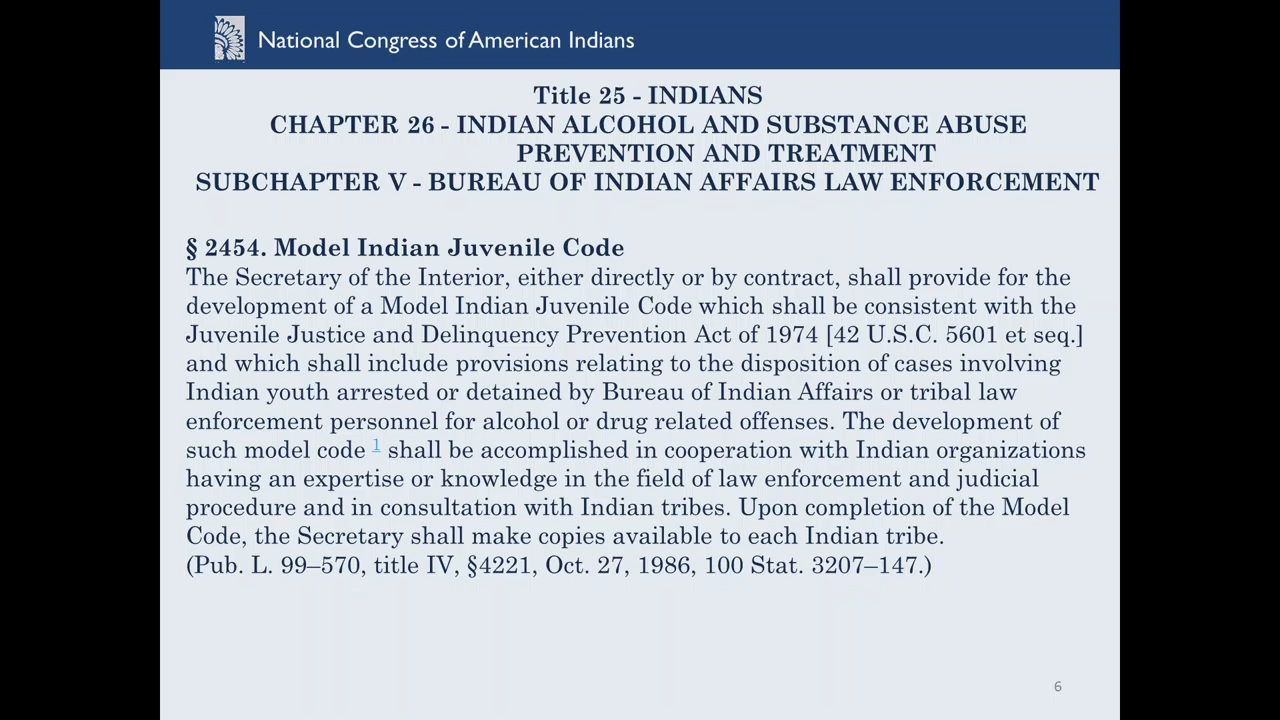 National Congress of American Indians
Title 25 - INDIANS
CHAPTER 26 - INDIAN ALCOHOL AND SUBSTANCE ABUSE
PREVENTION AND TREATMENT
SUBCHAPTER V - BUREAU OF INDIAN AFFAIRS LAW ENFORCEMENT
§ 2454. Model Indian Juvenile Code
The Secretary of the Interior, either directly or by contract, shall provide for the
development of a Model Indian Juvenile Code which shall be consistent with the
Juvenile Justice and Delinquency Prevention Act of 1974 [42 U.S.C. 5601 et seq.]
and which shall include provisions relating to the disposition of cases involving
Indian youth arrested or detained by Bureau of Indian Affairs or tribal law
enforcement personnel for alcohol or drug related offenses. The development of
such model code 1 shall be accomplished in cooperation with Indian organizations
having an expertise or knowledge in the field of law enforcement and judicial
procedure and in consultation with Indian tribes. Upon completion of the Model
Code, the Secretary shall make copies available to each Indian tribe.
(Pub. L. 99–570, title IV, §4221, Oct. 27, 1986, 100 Stat. 3207–147.)
6